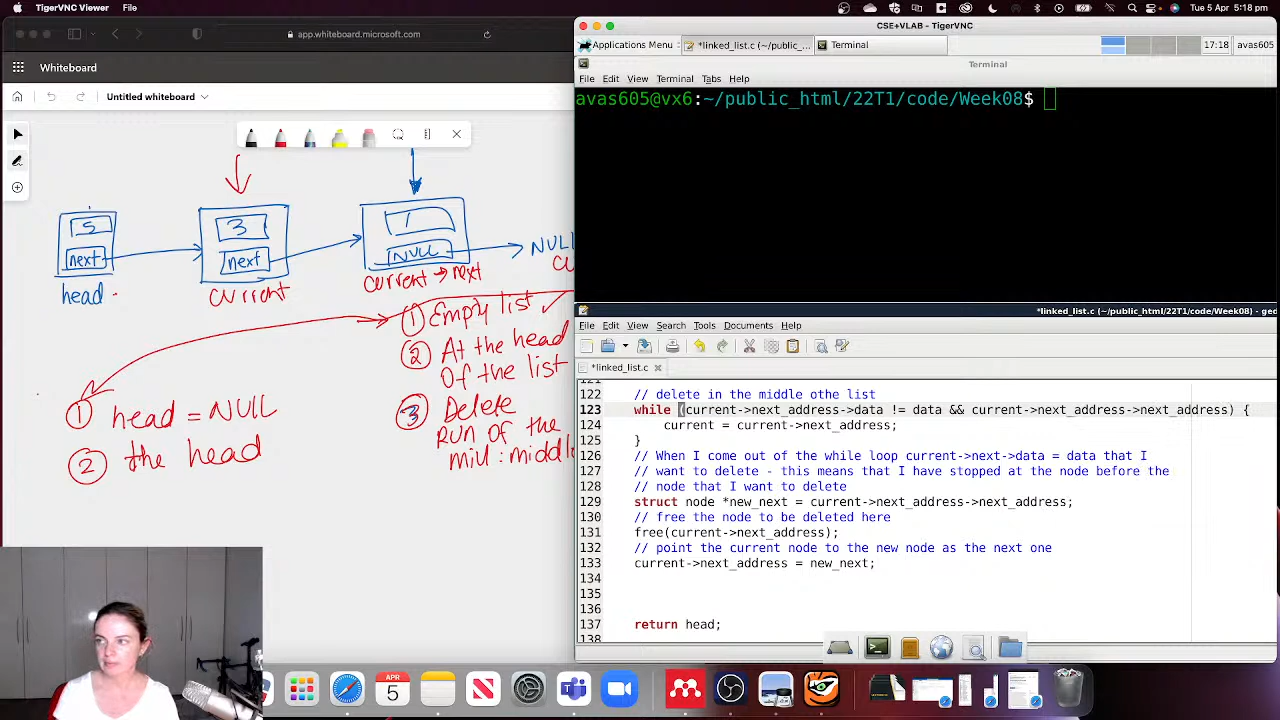 TigerVNC Viewer File
Tue 5 Apr 5:18 pm
app.whiteboard.microsoft.com
Whiteboard
Untitled whiteboard
5
next
head
3
next
current
1
NULL
NULL
current → next
① head = NULL
② the head
① Empty list ✓
② At the head
of the list
③ Delete
RUN of the
mill : middle
CSE+VLAB - TigerVNC
Applications Menu *linked_list.c (~/public_... Terminal 17:18 avas605
Terminal
File Edit View Terminal Tabs Help
avas605@vx6:~/public_html/22T1/code/Week08$
*linked_list.c (~/public_html/22T1/code/Week08) - ged
File Edit View Search Tools Documents Help
*linked_list.c
121
122 // delete in the middle othe list
123 while (current->next_address->data != data && current->next_address->next_address) {
124 current = current->next_address;
125 }
126 // When I come out of the while loop current->next->data = data that I
127 // want to delete - this means that I have stopped at the node before the
128 // node that I want to delete
129 struct node *new_next = current->next_address->next_address;
130 // free the node to be deleted here
131 free(current->next_address);
132 // point the current node to the new node as the next one
133 current->next_address = new_next;
134
135
136
137 return head;
138
APR
5